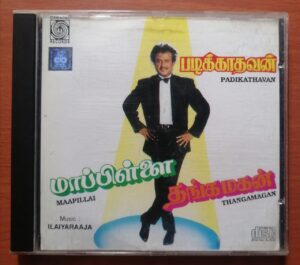 படிக்காதவன்
PADIKATHAVAN
மாப்பிள்ளை
MAAPILLAI
தங்கமகன்
THANGAMAGAN
Music :
ILAIYARAAJA